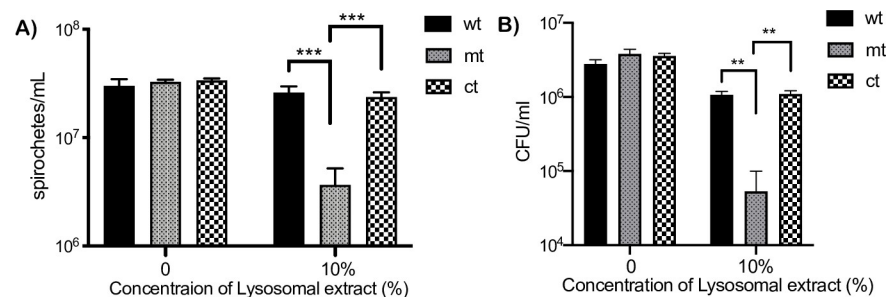 A)
spirochetes/mL
10⁸
10⁷
10⁶
***
***
wt
mt
ct
0
10%
Concentraion of Lysosomal extract (%)
B)
CFU/ml
10⁷
10⁶
10⁵
10⁴
**
**
wt
mt
ct
0
10%
Concentration of Lysosomal extract (%)